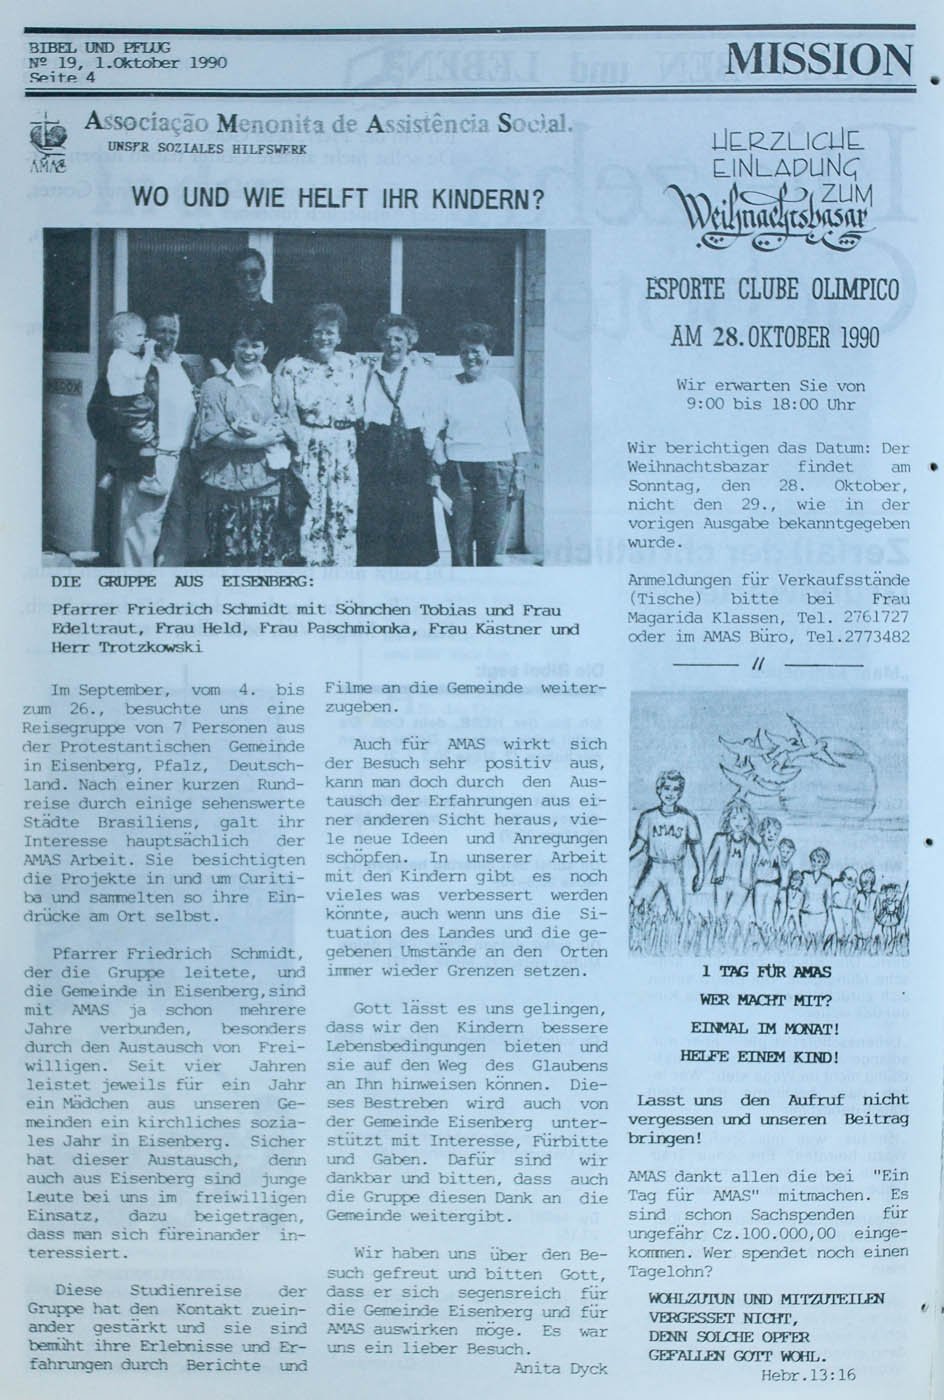 BIBEL UND PFLUG
Nº 19, 1.Oktober 1990
Seite 4
MISSION
AMAS
Associação Menonita de Assistência Social.
UNSER SOZIALES HILFSWERK
WO UND WIE HELFT IHR KINDERN?
DIE GRUPPE AUS EISENBERG:
Pfarrer Friedrich Schmidt mit Söhnchen Tobias und Frau
Edeltraut, Frau Held, Frau Paschmionka, Frau Kästner und
Herr Trotzkowski
Im September, vom 4. bis
zum 26., besuchte uns eine
Reisegruppe von 7 Personen aus
der Protestantischen Gemeinde
in Eisenberg, Pfalz, Deutsch-
land. Nach einer kurzen Rund-
reise durch einige sehenswerte
Städte Brasiliens, galt ihr
Interesse hauptsächlich der
AMAS Arbeit. Sie besichtigten
die Projekte in und um Curiti-
ba und sammelten so ihre Ein-
drücke am Ort selbst.
Pfarrer Friedrich Schmidt,
der die Gruppe leitete, und
die Gemeinde in Eisenberg,sind
mit AMAS ja schon mehrere
Jahre verbunden, besonders
durch den Austausch von Frei-
willigen. Seit vier Jahren
leistet jeweils für ein Jahr
ein Mädchen aus unseren Ge-
meinden ein kirchliches sozia-
les Jahr in Eisenberg. Sicher
hat dieser Austausch, denn
auch aus Eisenberg sind junge
Leute bei uns im freiwilligen
Einsatz, dazu beigetragen,
dass man sich füreinander in-
teressiert.
Diese Studienreise der
Gruppe hat den Kontakt zuein-
ander gestärkt und sie sind
bemüht ihre Erlebnisse und Er-
fahrungen durch Berichte und
Filme an die Gemeinde weiter-
zugeben.
Auch für AMAS wirkt sich
der Besuch sehr positiv aus,
kann man doch durch den Aus-
tausch der Erfahrungen aus ei-
ner anderen Sicht heraus, vie-
le neue Ideen und Anregungen
schöpfen. In unserer Arbeit
mit den Kindern gibt es noch
vieles was verbessert werden
könnte, auch wenn uns die Si-
tuation des Landes und die ge-
gebenen Umstände an den Orten
immer wieder Grenzen setzen.
Gott lässt es uns gelingen,
dass wir den Kindern bessere
Lebensbedingungen bieten und
sie auf den Weg des Glaubens
an Ihn hinweisen können. Die-
ses Bestreben wird auch von
der Gemeinde Eisenberg unter-
stützt mit Interesse, Fürbitte
und Gaben. Dafür sind wir
dankbar und bitten, dass auch
die Gruppe diesen Dank an die
Gemeinde weitergibt.
Wir haben uns über den Be-
such gefreut und bitten Gott,
dass er sich segensreich für
die Gemeinde Eisenberg und für
AMAS auswirken möge. Es war
uns ein lieber Besuch.
Anita Dyck
HERZLICHE
EINLADUNG
ZUM
Weihnachtsbasar
ESPORTE CLUBE OLIMPICO
AM 28.OKTOBER 1990
Wir erwarten Sie von
9:00 bis 18:00 Uhr
Wir berichtigen das Datum: Der
Weihnachtsbazar findet am
Sonntag, den 28. Oktober,
nicht den 29., wie in der
vorigen Ausgabe bekanntgegeben
wurde.
Anmeldungen für Verkaufsstände
(Tische) bitte bei Frau
Magarida Klassen, Tel. 2761727
oder im AMAS Büro, Tel.2773482
//
AMAS
M
1 TAG FÜR AMAS
WER MACHT MIT?
EINMAL IM MONAT!
HELFE EINEM KIND!
Lasst uns den Aufruf nicht
vergessen und unseren Beitrag
bringen!
AMAS dankt allen die bei "Ein
Tag für AMAS" mitmachen. Es
sind schon Sachspenden für
ungefähr Cz.100.000,00 einge-
kommen. Wer spendet noch einen
Tagelohn?
WOHLZUTUN UND MITZUTEILEN
VERGESSET NICHT,
DENN SOLCHE OPFER
GEFALLEN GOTT WOHL.
Hebr.13:16